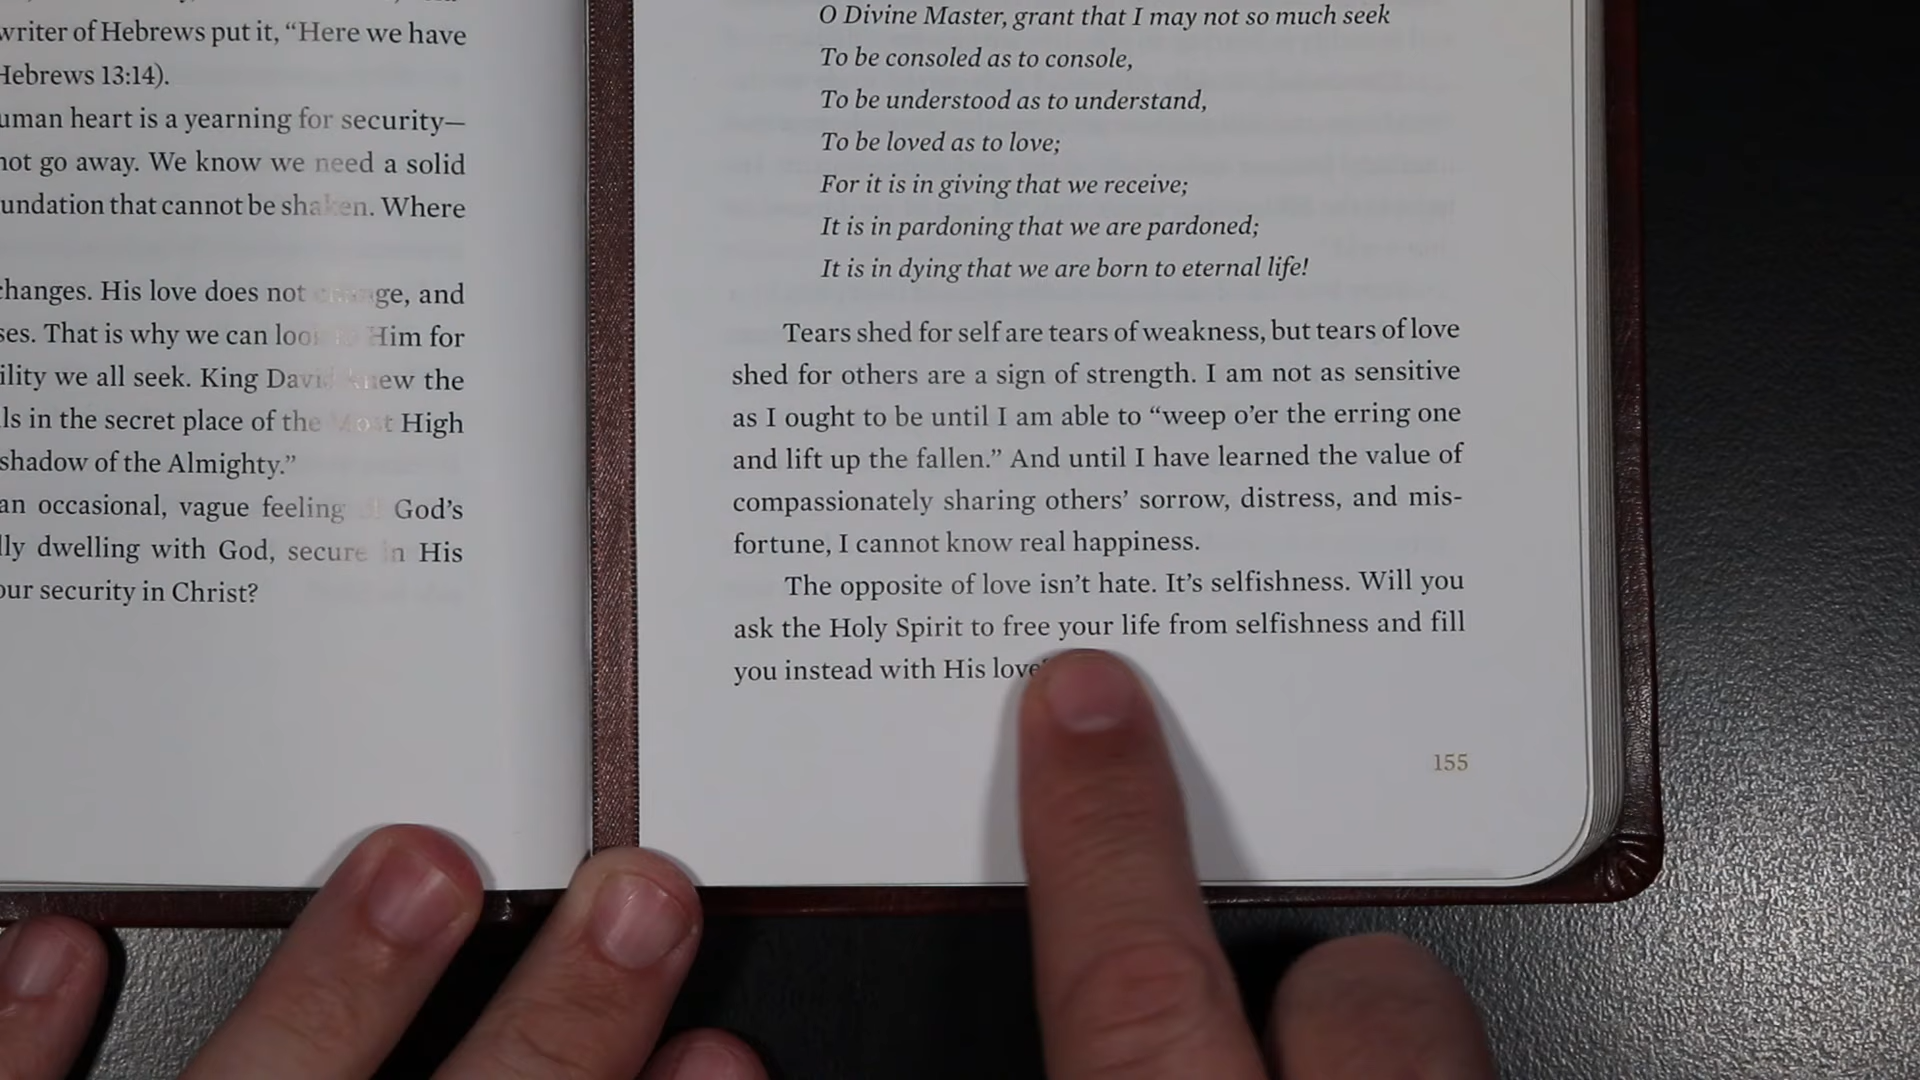 writer of Hebrews put it, “Here we have
Hebrews 13:14).
uman heart is a yearning for security—
not go away. We know we need a solid
undation that cannot be shaken. Where
changes. His love does not change, and
ses. That is why we can look to Him for
ility we all seek. King David knew the
ls in the secret place of the Most High
shadow of the Almighty.”
an occasional, vague feeling of God’s
lly dwelling with God, secure in His
our security in Christ?
O Divine Master, grant that I may not so much seek
To be consoled as to console,
To be understood as to understand,
To be loved as to love;
For it is in giving that we receive;
It is in pardoning that we are pardoned;
It is in dying that we are born to eternal life!
Tears shed for self are tears of weakness, but tears of love
shed for others are a sign of strength. I am not as sensitive
as I ought to be until I am able to “weep o’er the erring one
and lift up the fallen.” And until I have learned the value of
compassionately sharing others’ sorrow, distress, and mis-
fortune, I cannot know real happiness.
The opposite of love isn’t hate. It’s selfishness. Will you
ask the Holy Spirit to free your life from selfishness and fill
you instead with His love
155